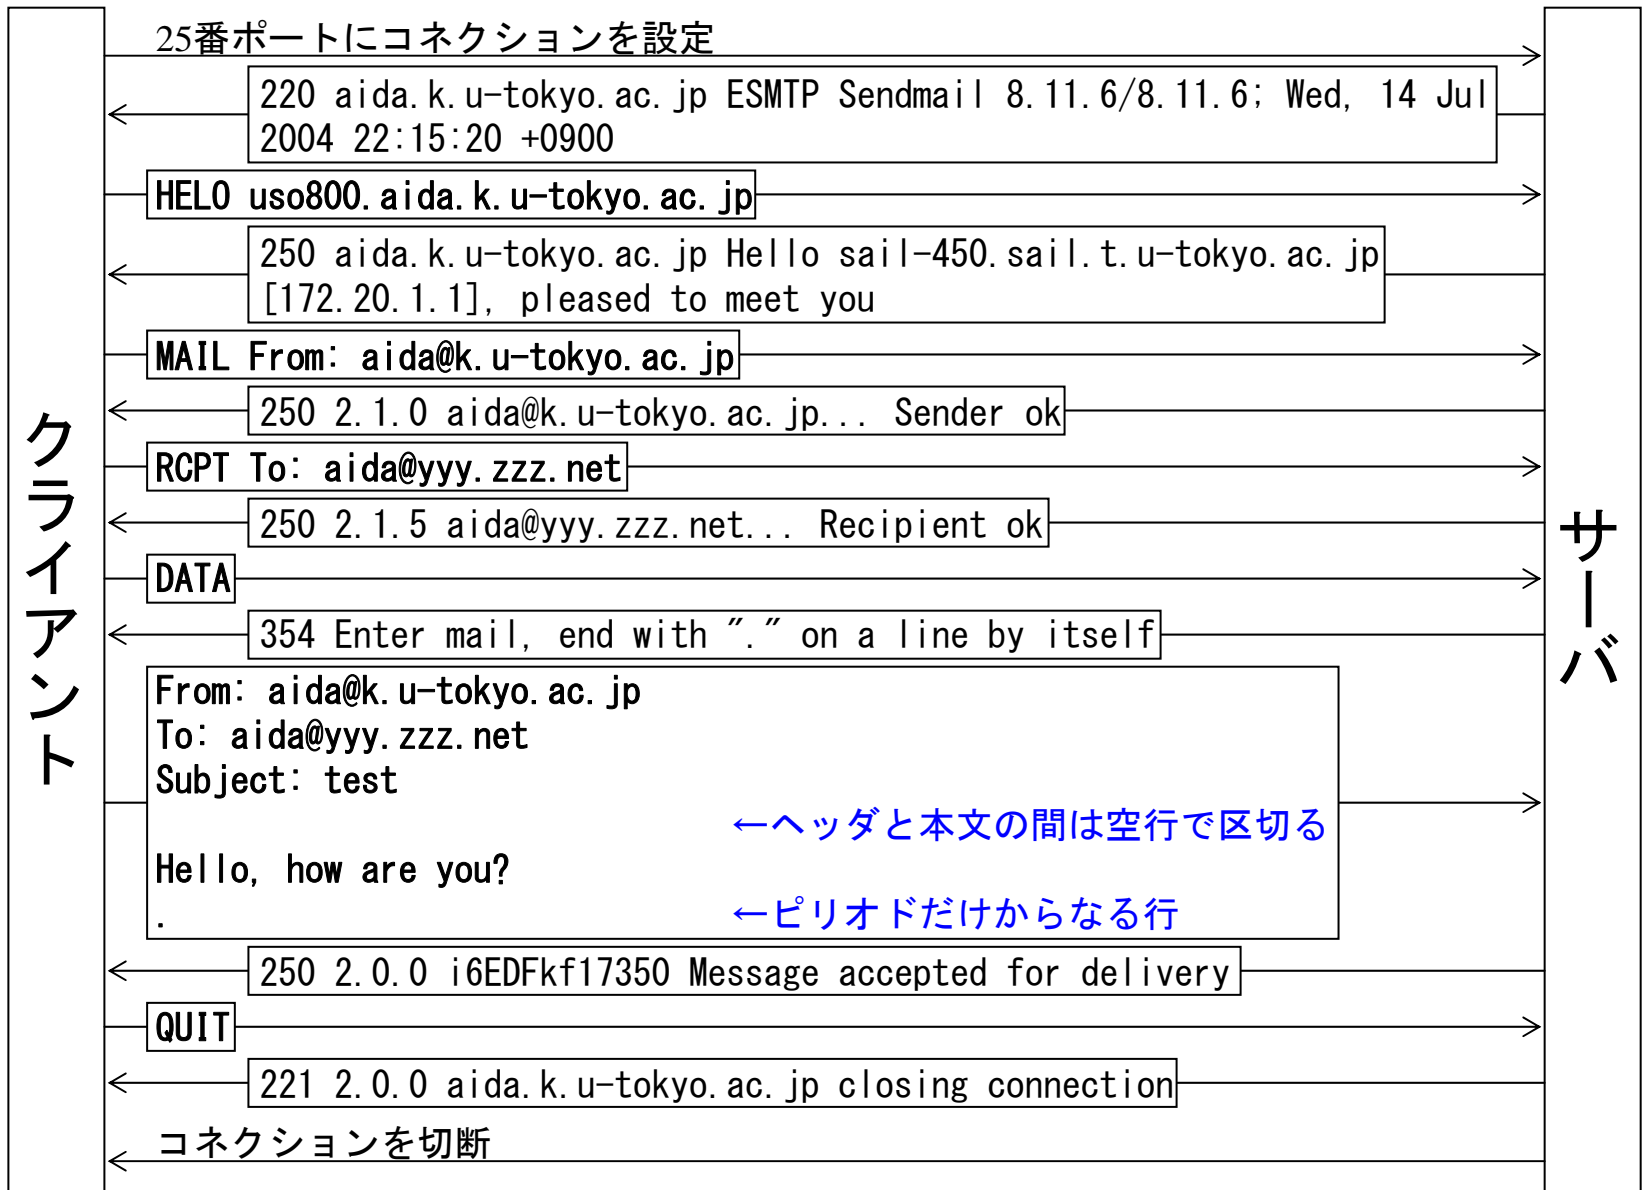 25番ポートにコネクションを設定
220 aida.k.u-tokyo.ac.jp ESMTP Sendmail 8.11.6/8.11.6; Wed, 14 Jul
2004 22:15:20 +0900
HELO uso800.aida.k.u-tokyo.ac.jp
250 aida.k.u-tokyo.ac.jp Hello sail-450.sail.t.u-tokyo.ac.jp
[172.20.1.1], pleased to meet you
MAIL From: aida@k.u-tokyo.ac.jp
250 2.1.0 aida@k.u-tokyo.ac.jp... Sender ok
RCPT To: aida@yyy.zzz.net
250 2.1.5 aida@yyy.zzz.net... Recipient ok
DATA
354 Enter mail, end with "." on a line by itself
From: aida@k.u-tokyo.ac.jp
To: aida@yyy.zzz.net
Subject: test
←ヘッダと本文の間は空行で区切る
Hello, how are you?
. ←ピリオドだけからなる行
250 2.0.0 i6EDFkf17350 Message accepted for delivery
QUIT
221 2.0.0 aida.k.u-tokyo.ac.jp closing connection
コネクションを切断
クライアント
サーバ